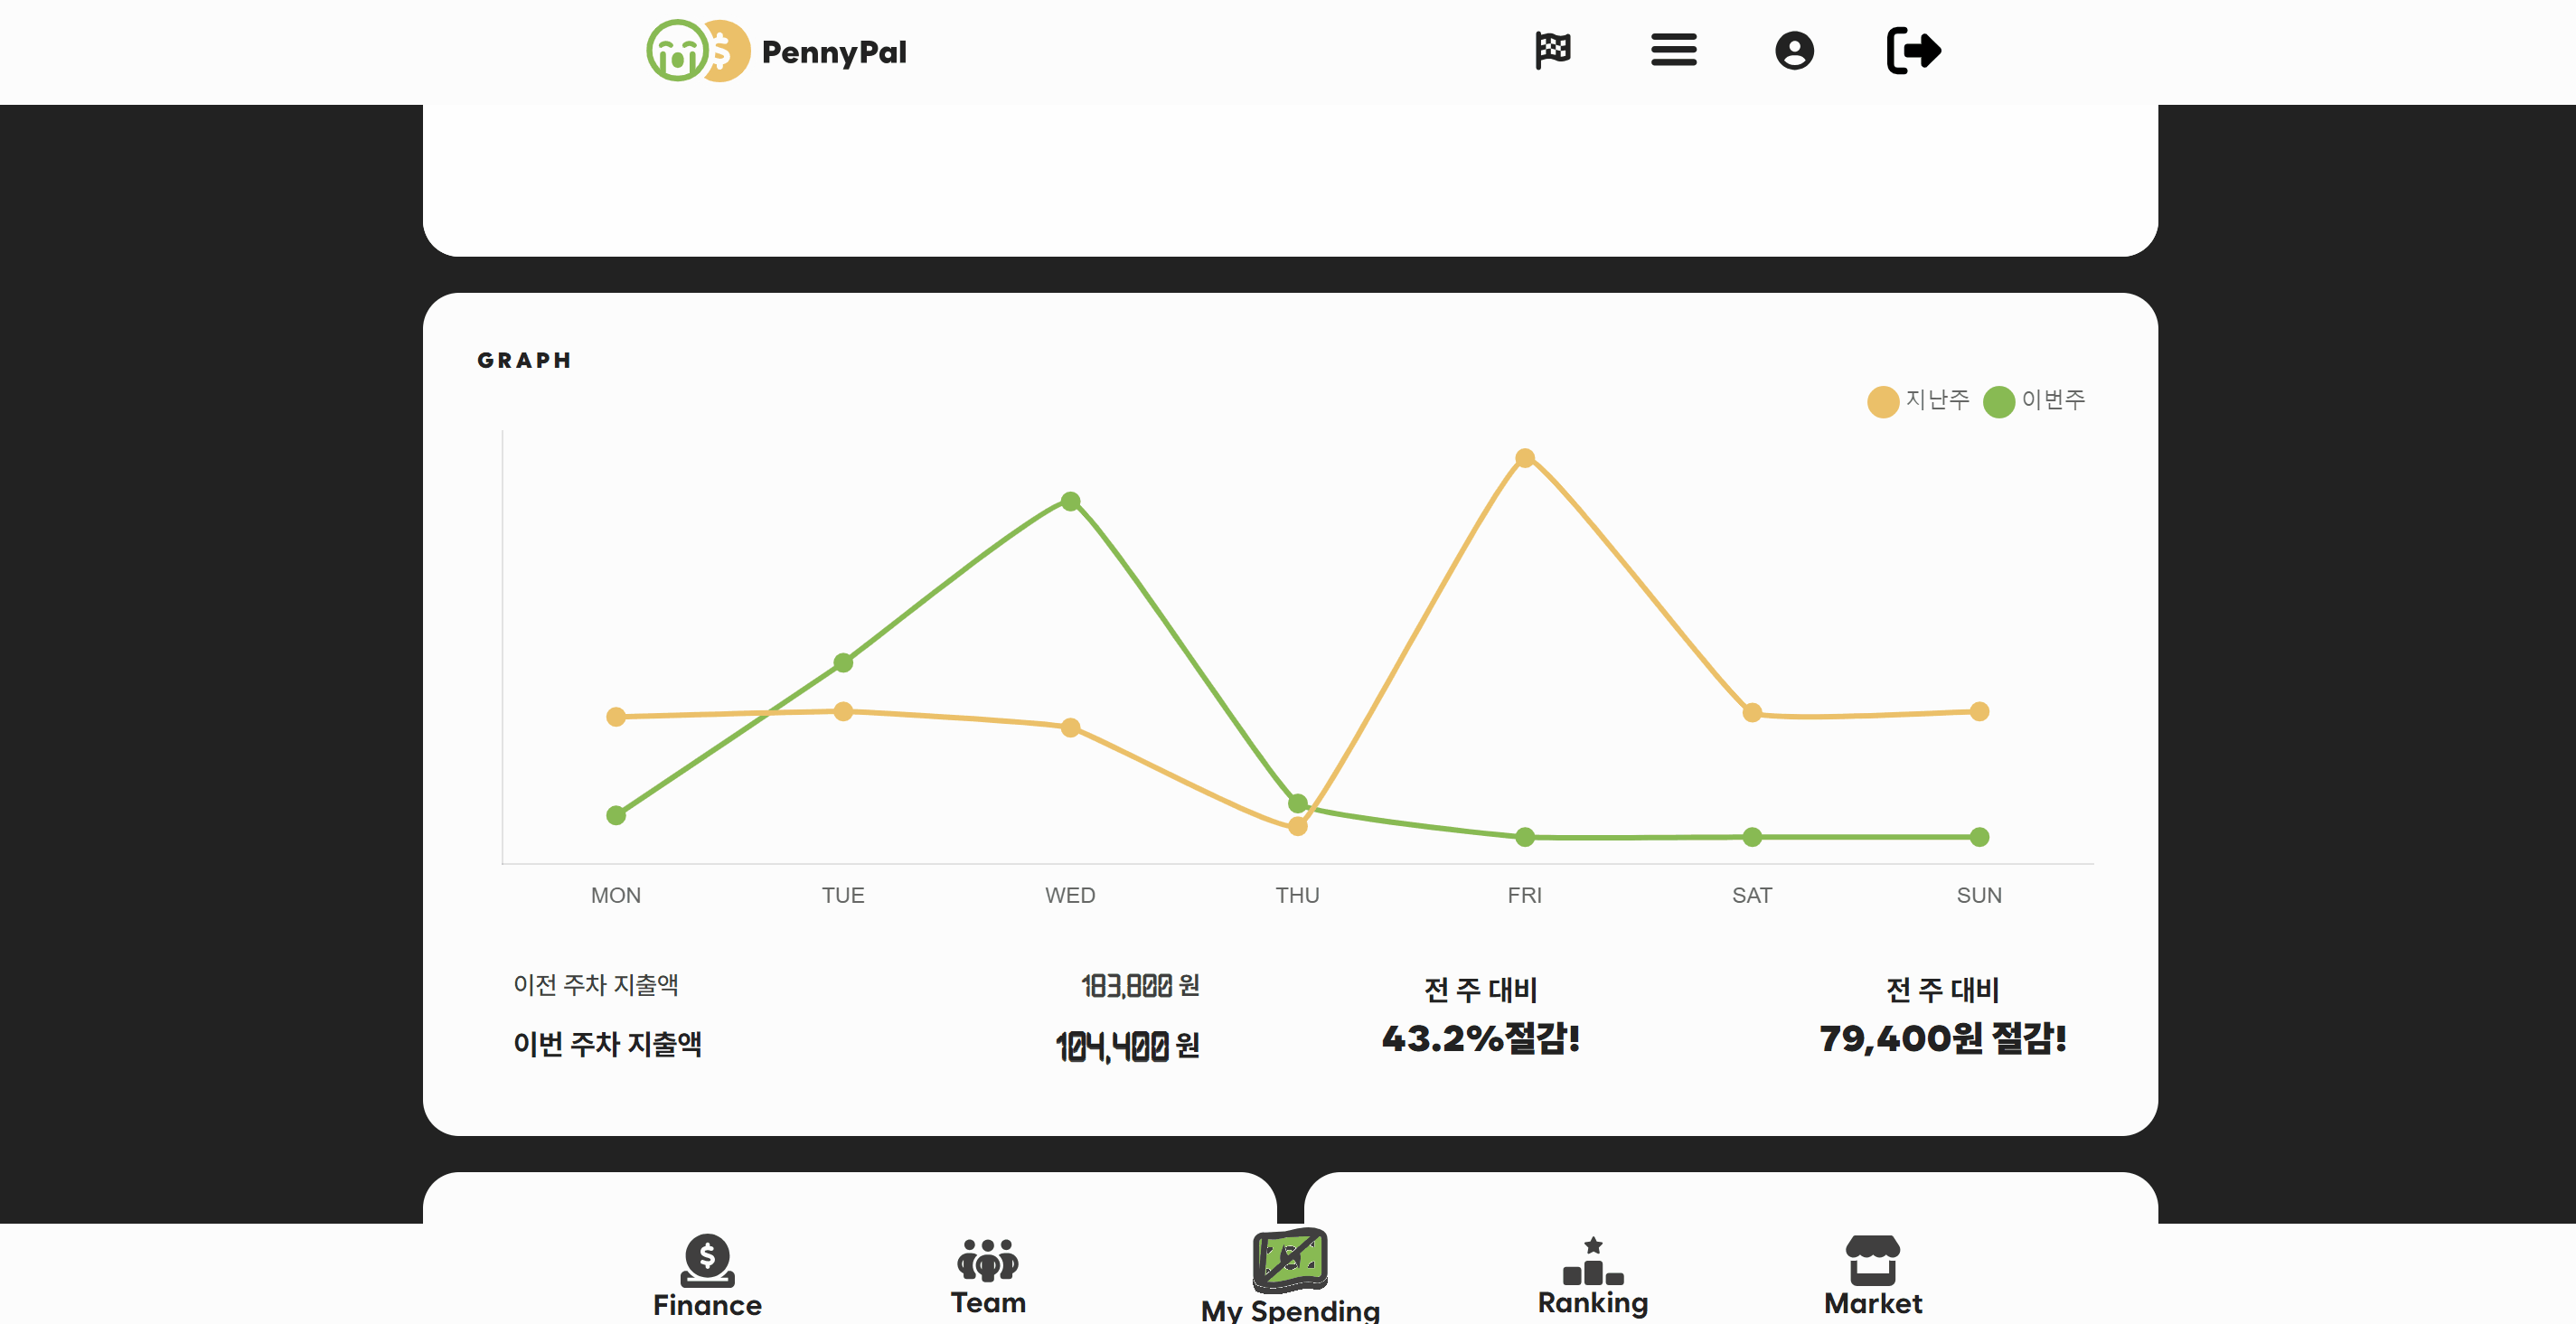 PennyPal
GRAPH
지난주 이번주
MON TUE WED THU FRI SAT SUN
이전 주차 지출액 183,800 원
이번 주차 지출액 104,400 원
전 주 대비
43.2%절감!
전 주 대비
79,400원 절감!
Finance Team My Spending Ranking Market